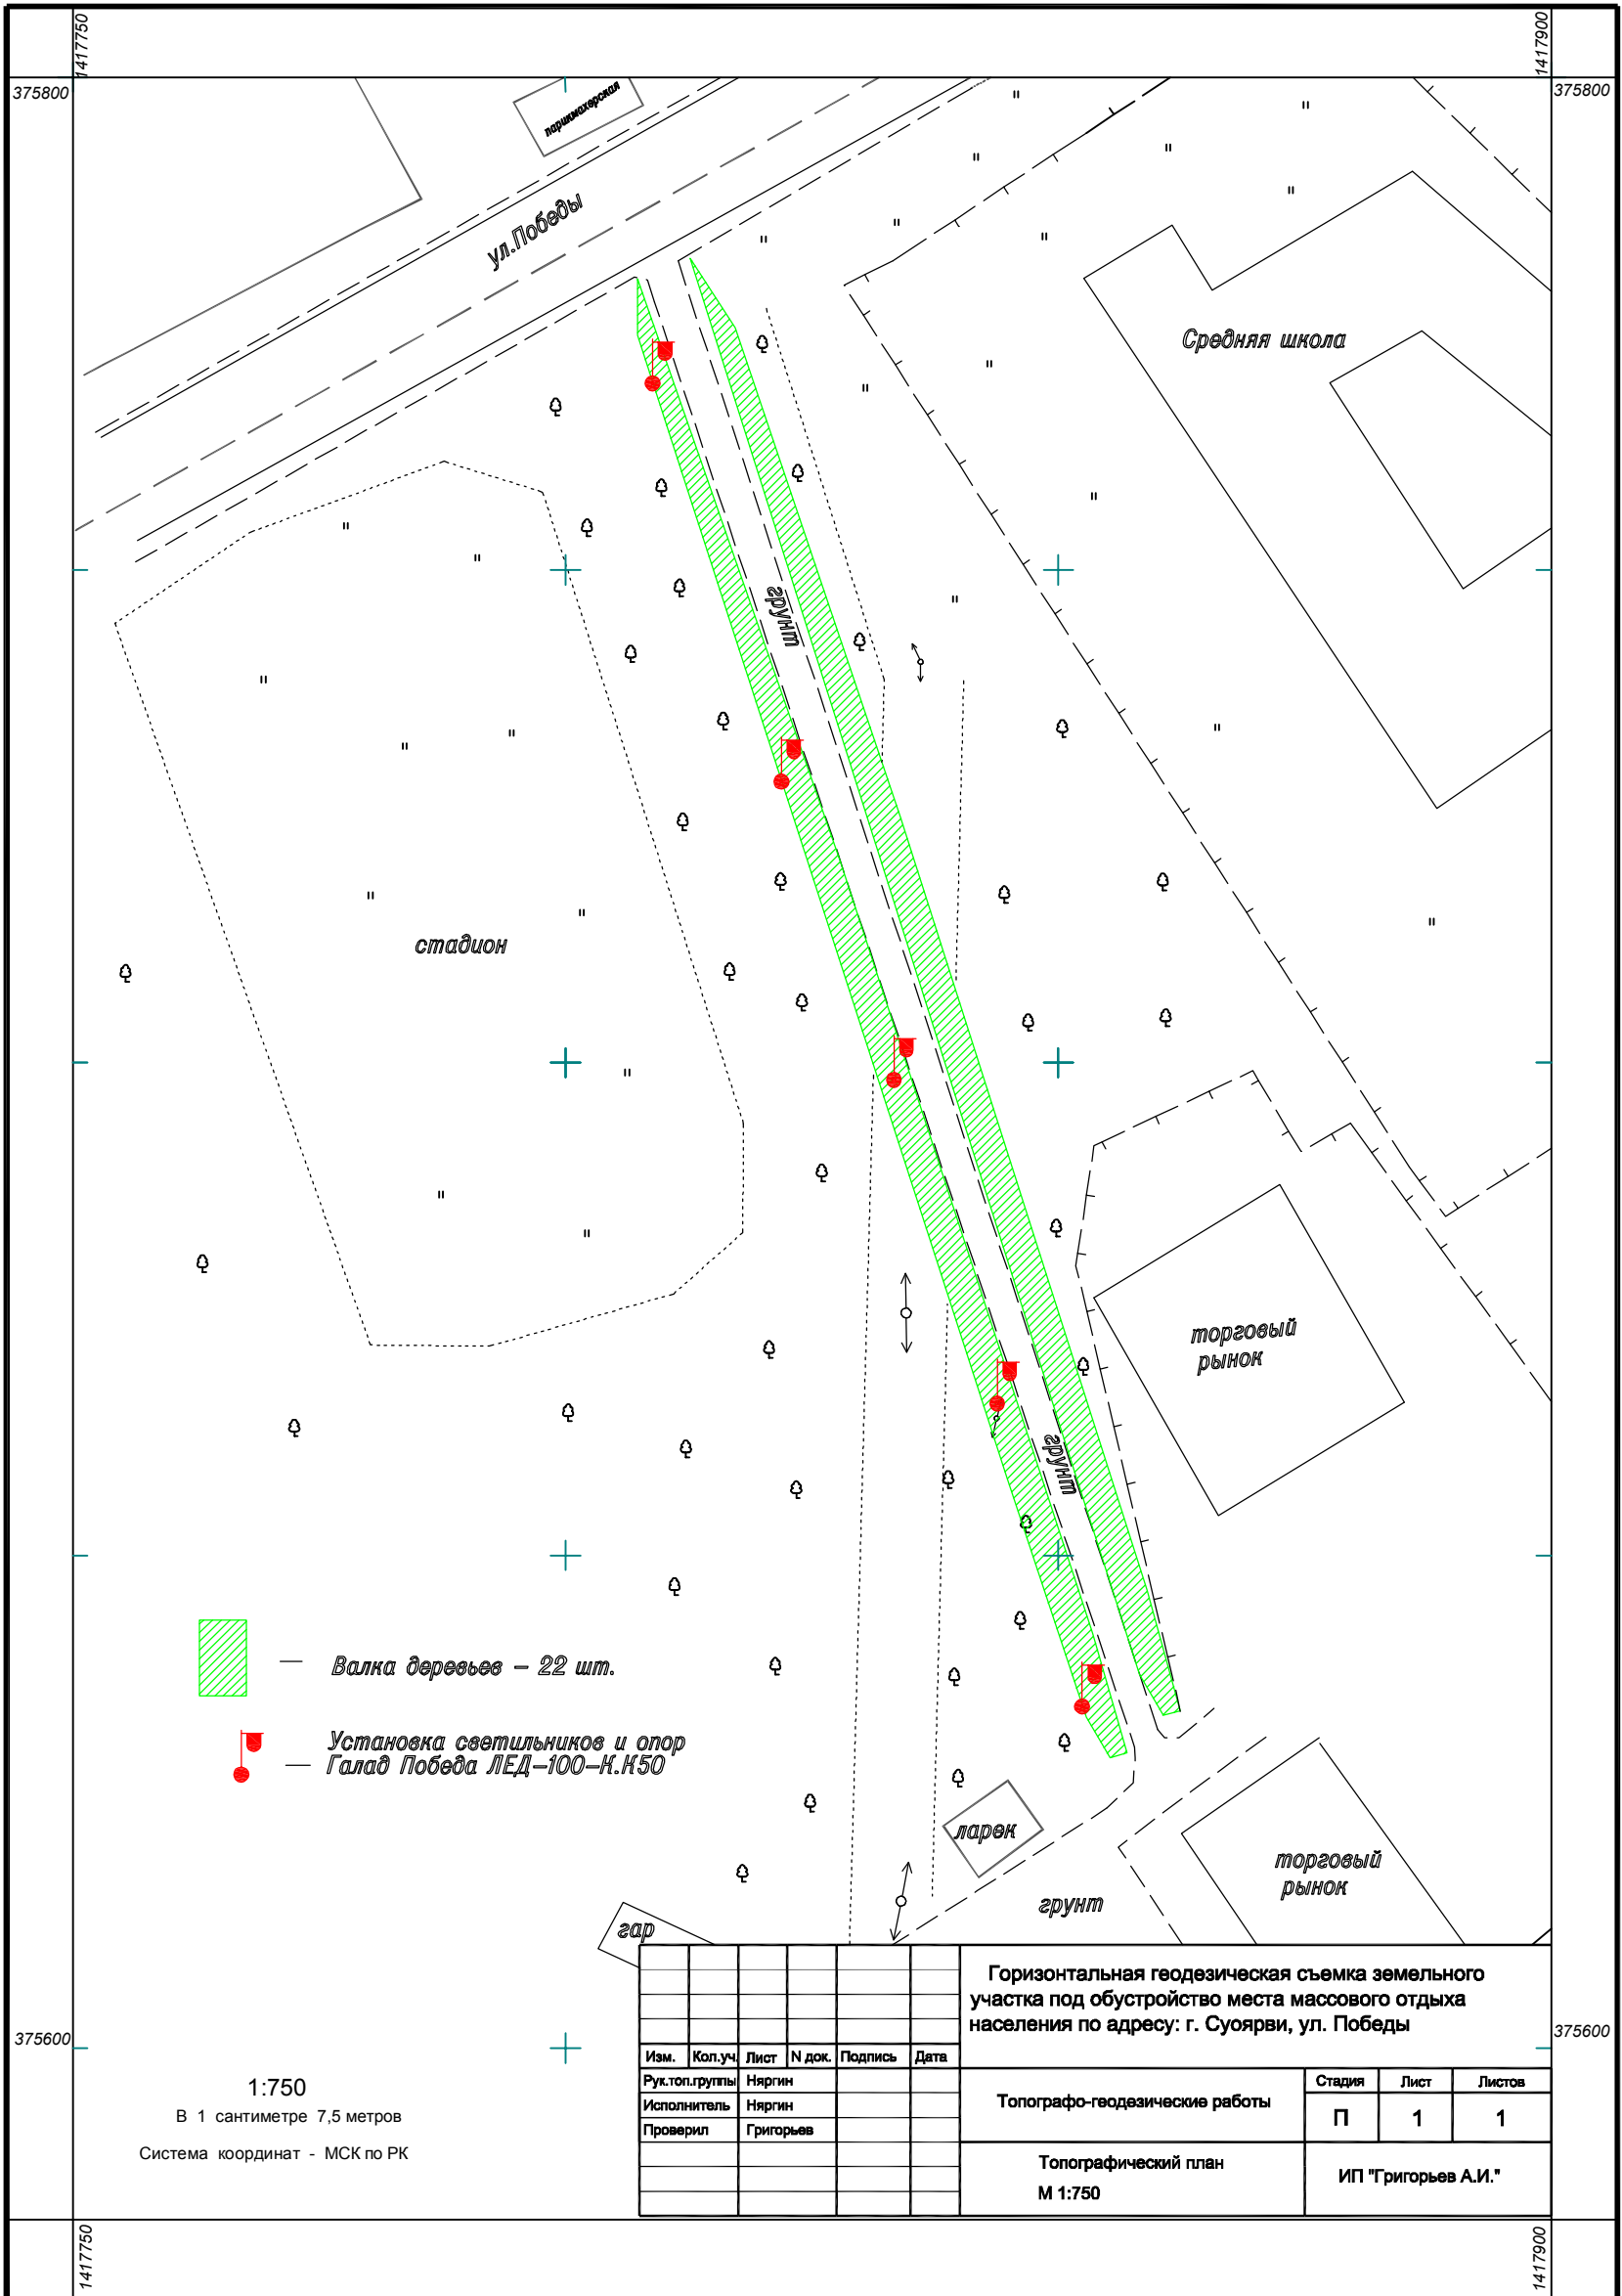 1417750
1417900
375800
375800
парикмахерская
ул.Победы
Средняя школа
грунт
стадион
торговый
рынок
грунт
Валка деревьев – 22 шт.
Установка светильников и опор
Галад Победа ЛЕД–100–К.К50
ларек
торговый
рынок
грунт
гар
Горизонтальная геодезическая съемка земельного
участка под обустройство места массового отдыха
населения по адресу: г. Суоярви, ул. Победы
375600
375600
Изм. Кол.уч. Лист N док. Подпись Дата
Рук.топ.группы Няргин
Исполнитель Няргин
Проверил Григорьев
Топографо-геодезические работы
Стадия Лист Листов
П 1 1
Топографический план
М 1:750
ИП "Григорьев А.И."
1:750
В 1 сантиметре 7,5 метров
Система координат - МСК по РК
1417750
1417900